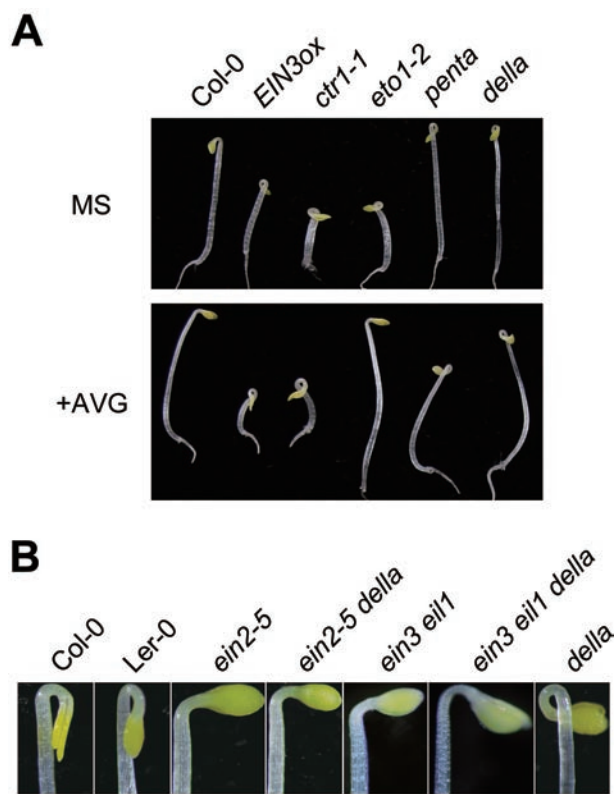 A
Col-0 EIN3ox ctr1-1 eto1-2 penta della
MS
+AVG
B
Col-0 Ler-0 ein2-5 ein2-5 della ein3 eil1 ein3 eil1 della della